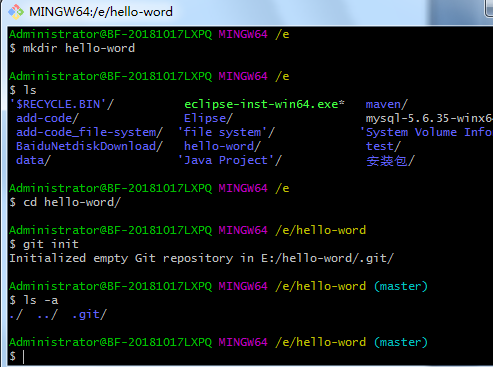 MINGW64:/e/hello-word
Administrator@BF-20181017LXPQ MINGW64 /e
$ mkdir hello-word
Administrator@BF-20181017LXPQ MINGW64 /e
$ ls
'$RECYCLE.BIN'/ eclipse-inst-win64.exe* maven/
add-code/ Elipse/ mysql-5.6.35-winx6
add-code_file-system/ 'file system'/ 'System Volume Info
BaiduNetdiskDownload/ hello-word/ test/
data/ 'Java Project'/ 安装包/
Administrator@BF-20181017LXPQ MINGW64 /e
$ cd hello-word/
Administrator@BF-20181017LXPQ MINGW64 /e/hello-word
$ git init
Initialized empty Git repository in E:/hello-word/.git/
Administrator@BF-20181017LXPQ MINGW64 /e/hello-word (master)
$ ls -a
./ ../ .git/
Administrator@BF-20181017LXPQ MINGW64 /e/hello-word (master)
$